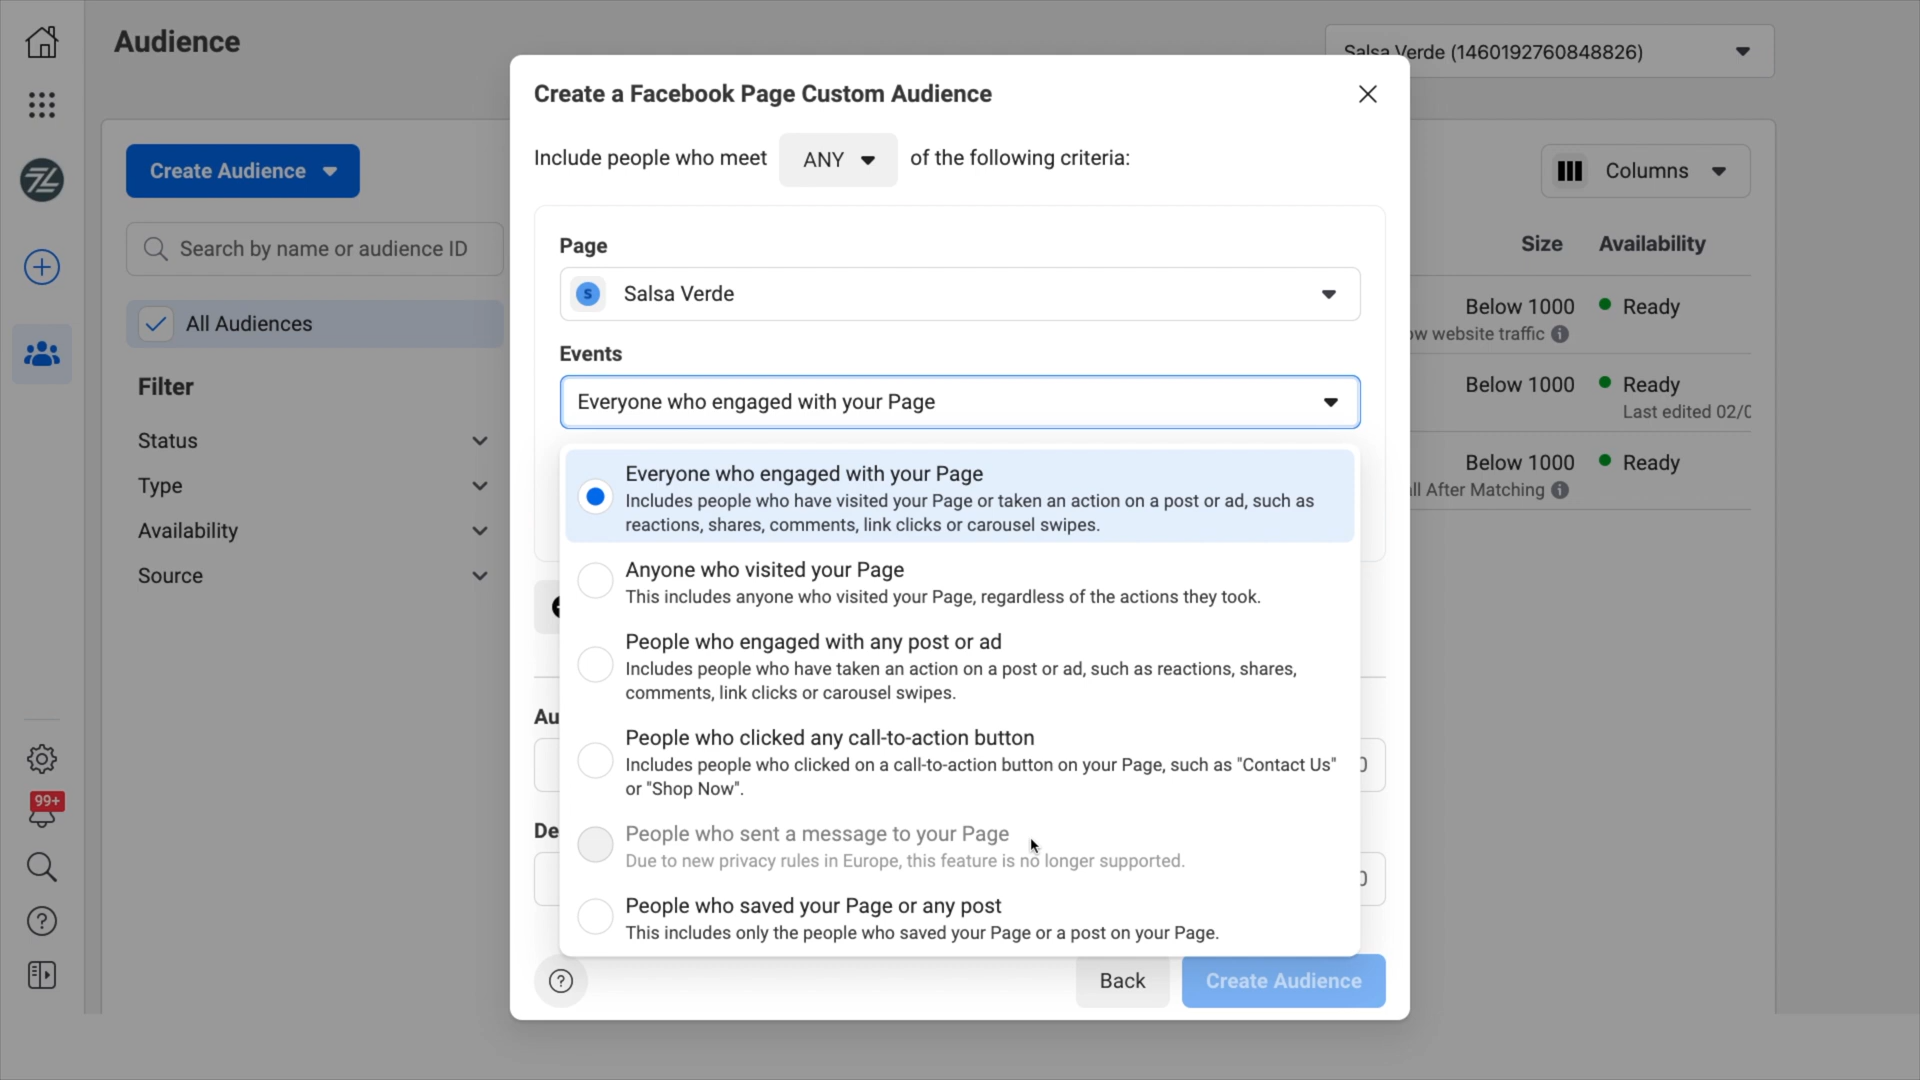 Audience
Salsa Verde (1460192760848826)
Create a Facebook Page Custom Audience
Include people who meet ANY of the following criteria:
Create Audience
Columns
Search by name or audience ID
Page
Size Availability
S Salsa Verde
All Audiences
Below 1000 Ready
ow website traffic
Events
Filter
Everyone who engaged with your Page
Below 1000 Ready
Last edited 02/0
Status
Everyone who engaged with your Page
Includes people who have visited your Page or taken an action on a post or ad, such as
reactions, shares, comments, link clicks or carousel swipes.
Below 1000 Ready
ll After Matching
Type
Availability
Anyone who visited your Page
This includes anyone who visited your Page, regardless of the actions they took.
Source
People who engaged with any post or ad
Includes people who have taken an action on a post or ad, such as reactions, shares,
comments, link clicks or carousel swipes.
Au
People who clicked any call-to-action button
Includes people who clicked on a call-to-action button on your Page, such as "Contact Us"
or "Shop Now".
0
99+
De
People who sent a message to your Page
Due to new privacy rules in Europe, this feature is no longer supported.
0
People who saved your Page or any post
This includes only the people who saved your Page or a post on your Page.
Back
Create Audience